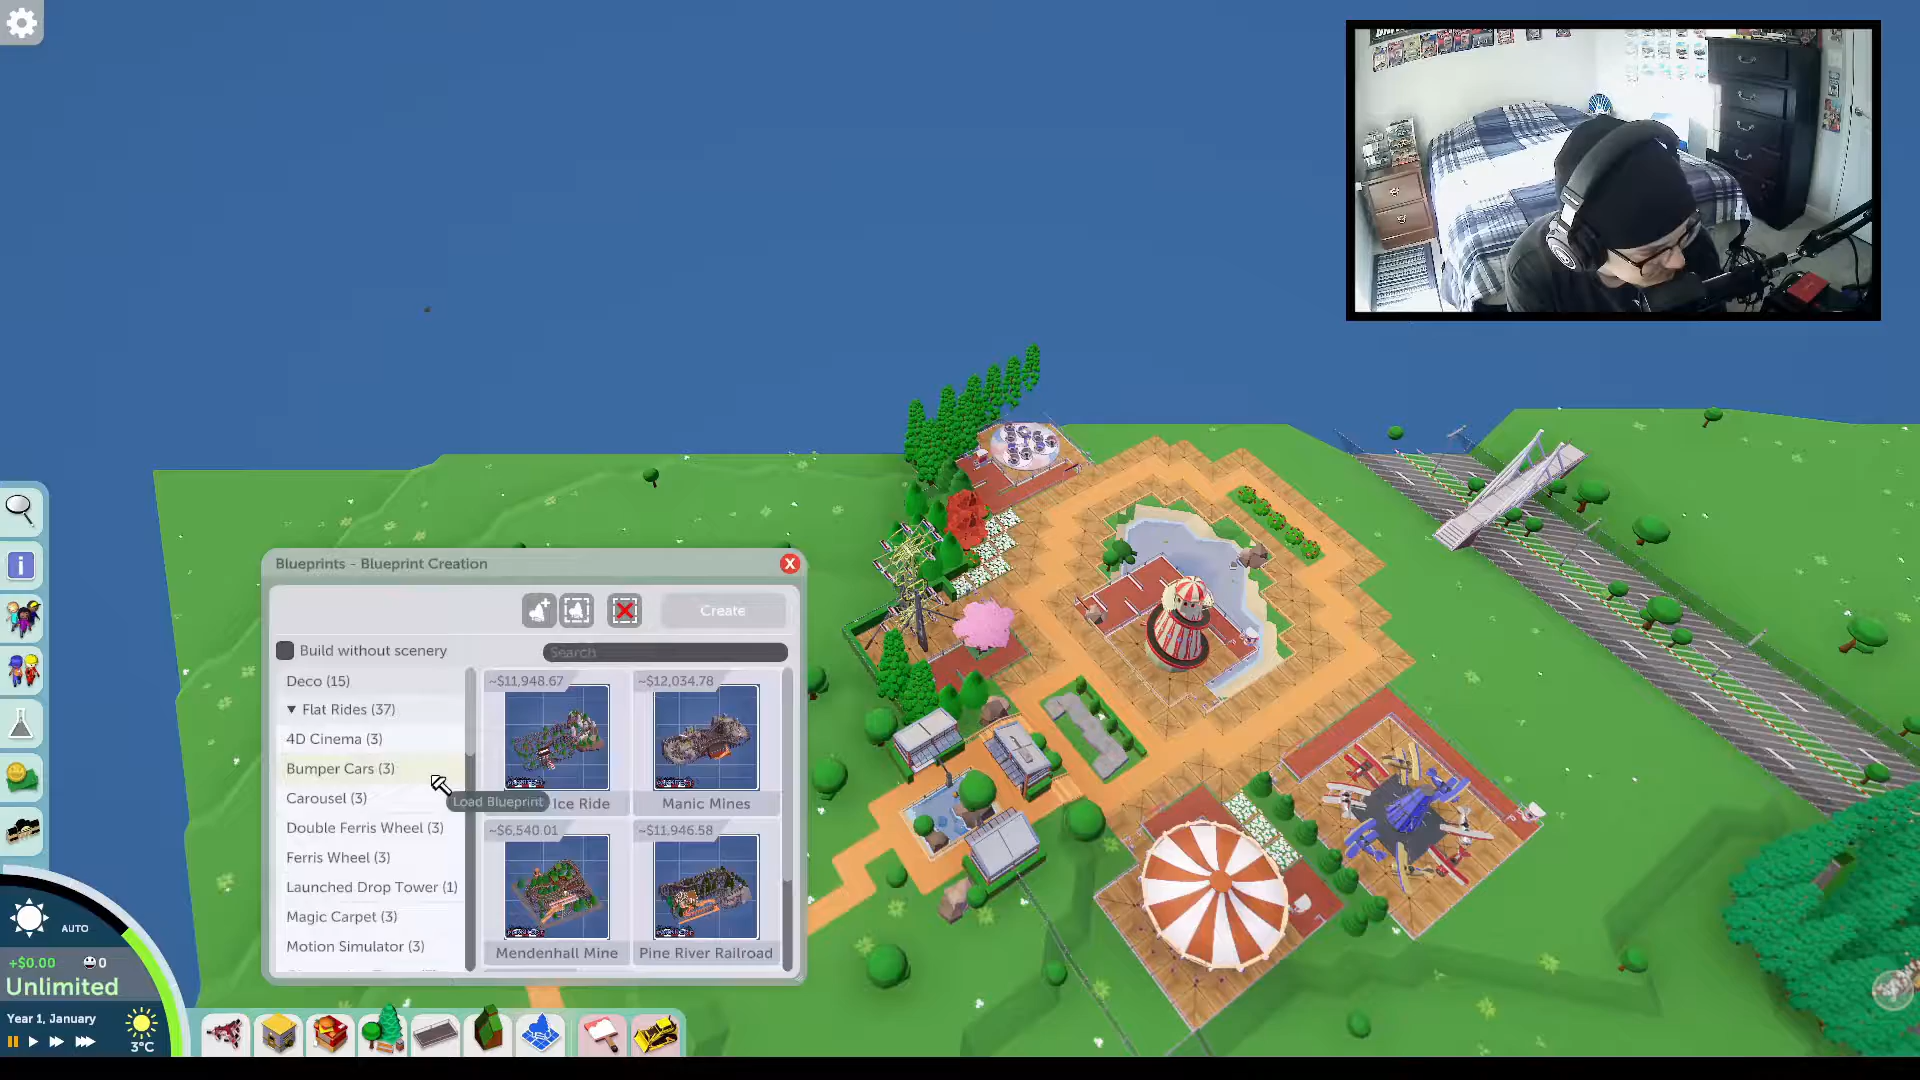 Blueprints - Blueprint Creation
Create
Build without scenery
Search
Deco (15)
▼ Flat Rides (37)
4D Cinema (3)
Bumper Cars (3)
Carousel (3)
Double Ferris Wheel (3)
Ferris Wheel (3)
Launched Drop Tower (1)
Magic Carpet (3)
Motion Simulator (3)
Load Blueprint
~$11,948.67
~$12,034.78
Ice Ride
Manic Mines
~$6,540.01
~$11,946.58
Mendenhall Mine
Pine River Railroad
AUTO
+$0.00
0
Unlimited
Year 1, January
3°C